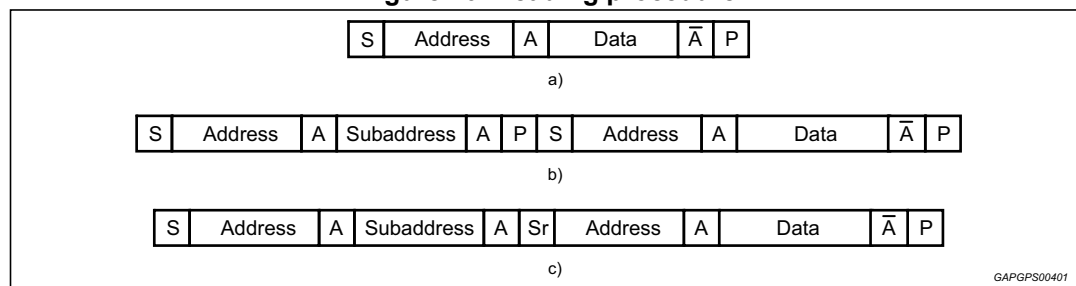 S Address A Data A̅ P
a)
S Address A Subaddress A P S Address A Data A̅ P
b)
S Address A Subaddress A Sr Address A Data A̅ P
c)
GAPGPS00401